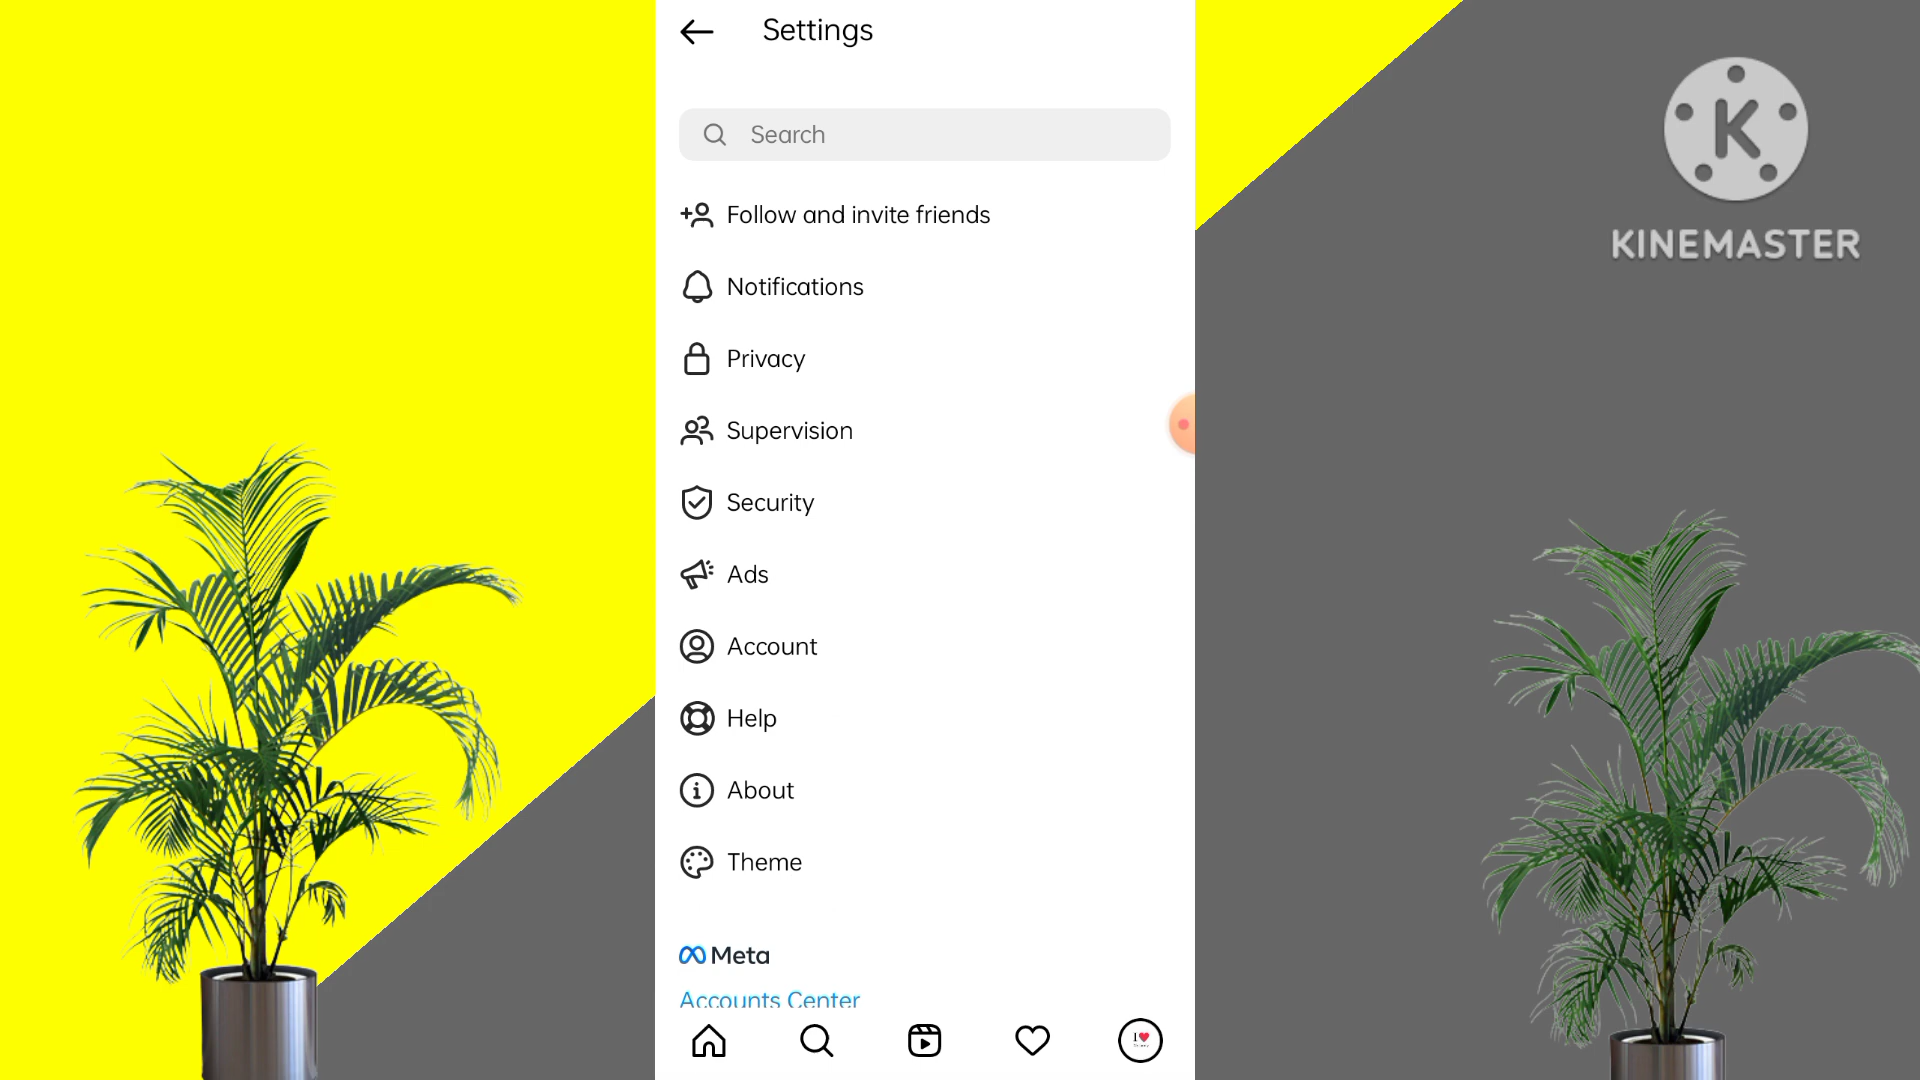 Settings
Search
Follow and invite friends
Notifications
Privacy
Supervision
Security
Ads
Account
Help
About
Theme
Meta
Accounts Center
K
KINEMASTER